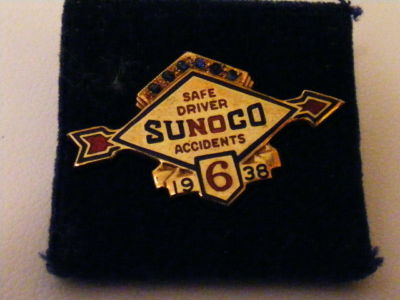 SAFE
DRIVER
SUNOCO
ACCIDENTS
19 6 38